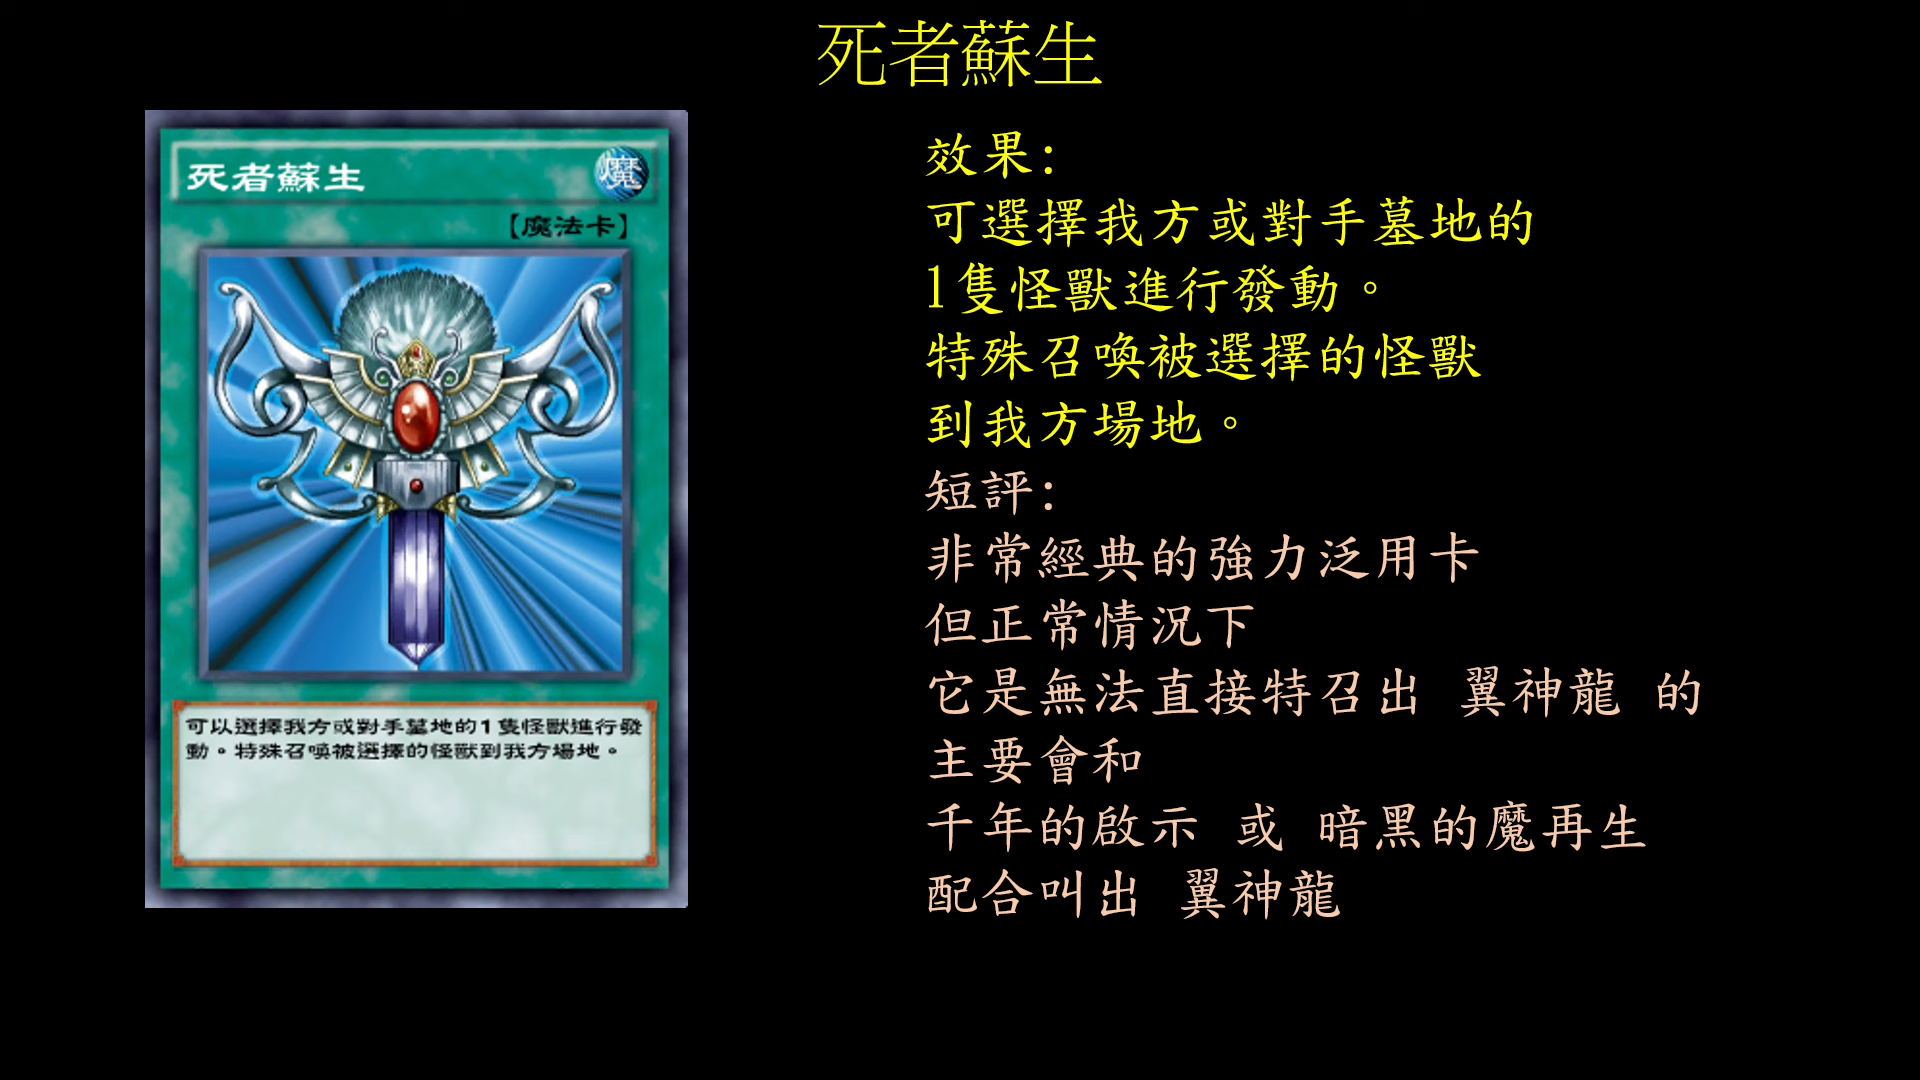 死者蘇生
死者蘇生
魔
【魔法卡】
可以選擇我方或對手墓地的1隻怪獸進行發
動。特殊召喚被選擇的怪獸到我方場地。
效果:
可選擇我方或對手墓地的
1隻怪獸進行發動。
特殊召喚被選擇的怪獸
到我方場地。
短評:
非常經典的強力泛用卡
但正常情況下
它是無法直接特召出 翼神龍 的
主要會和
千年的啟示 或 暗黑的魔再生
配合叫出 翼神龍